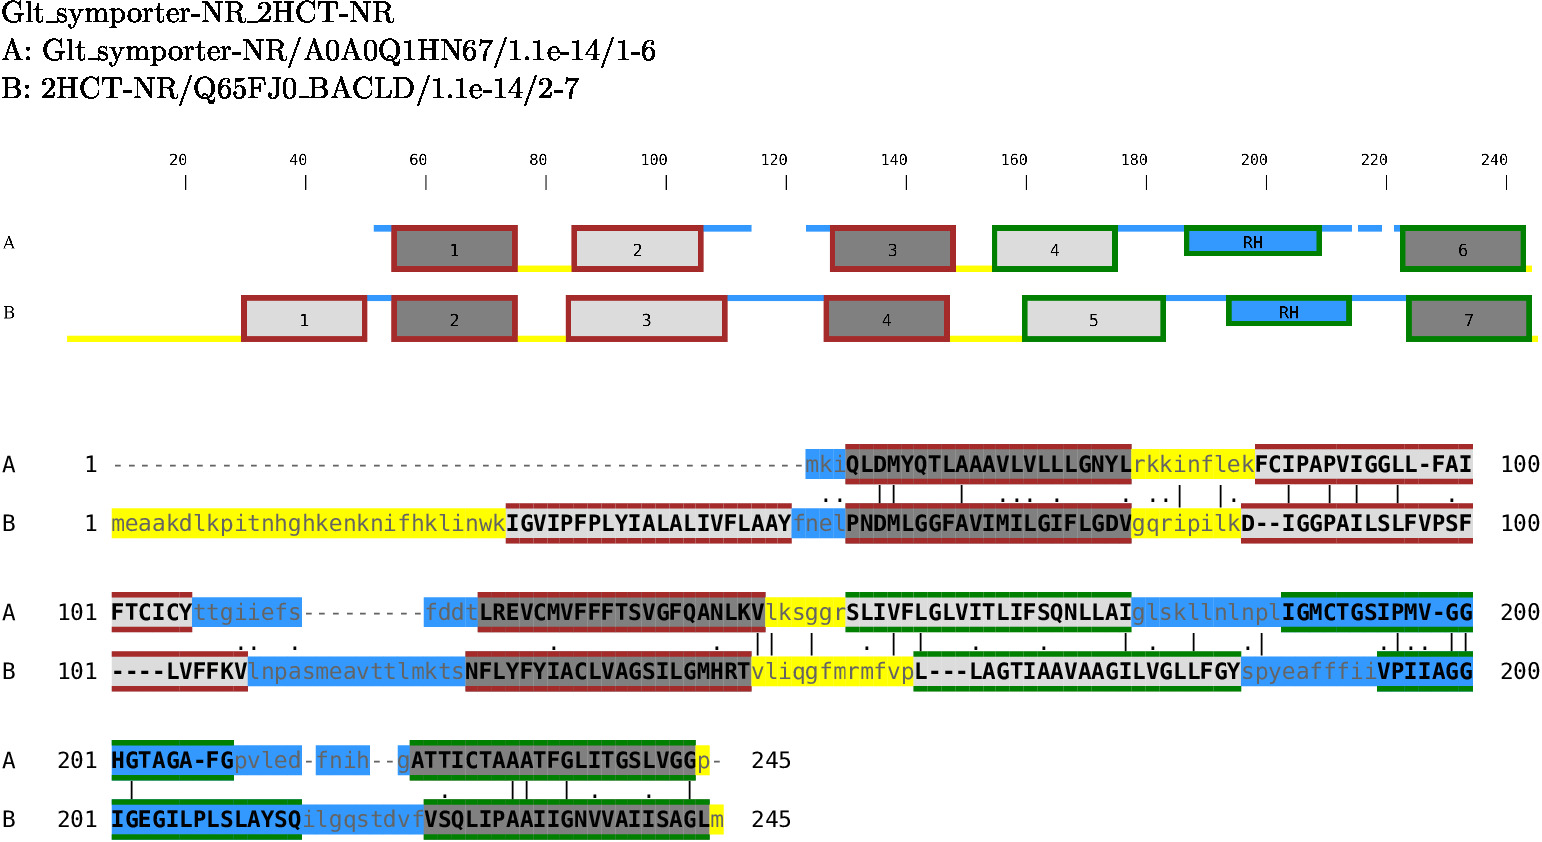 Glt_symporter-NR_2HCT-NR
A: Glt_symporter-NR/A0A0Q1HN67/1.1e-14/1-6
B: 2HCT-NR/Q65FJ0_BACLD/1.1e-14/2-7
20 40 60 80 100 120 140 160 180 200 220 240
A 1 2 3 4 RH 6
B 1 2 3 4 5 RH 7
A 1 ---------------------------------------------------mkiQLDMYQTLAAAVLVLLLGNYLrkkinflekFCIPAPVIGGLL-FAI 100
B 1 meaakdlkpitnhghkenknifhklinwkIGVIPFPLYIALALIVFLAAYfnelPNDMLGGFAVIMILGIFLGDVgqripilkD--IGGPAILSLFVPSF 100
A 101 FTCICYttgiiefs---------fddtLREVCMVFFFTSVGFQANLKVlksggrSLIVFLGLVITLIFSQNLLAIglskllnlnplIGMCTGSIPMV-GG 200
B 101 ----LVFFKVlnpasmeavttlmktsNFLYFYIACLVAGSILGMHRTvliqgfmrmfvpL---LAGTIAAVAAGILVGLLFGYspyeafffiiVPIIAGG 200
A 201 HGTAGA-FGpvled-fnih--gATTICTAAATFGLITGSLVGGp- 245
B 201 IGEGILPLSLAYSQilgqstdvfVSQLIPAAIIGNVVAIISAGLm 245